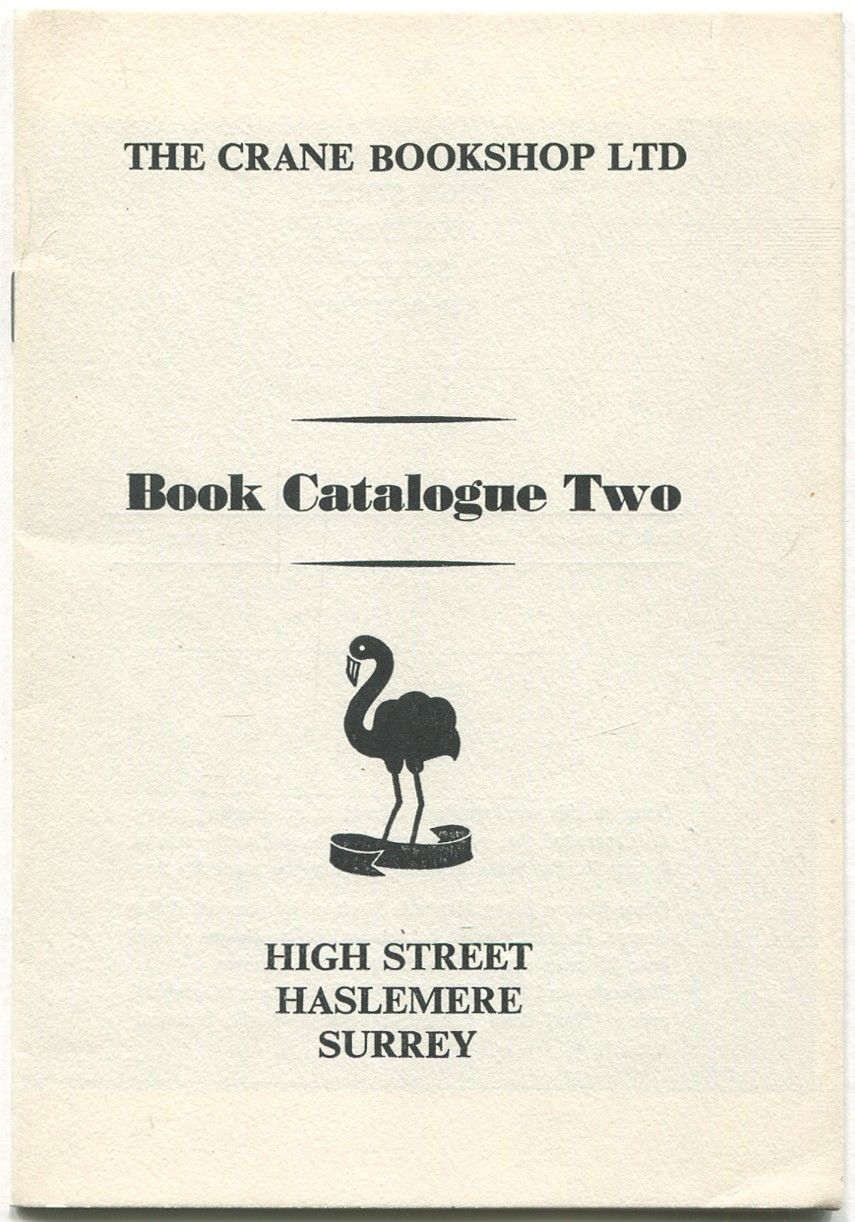 THE CRANE BOOKSHOP LTD
Book Catalogue Two
HIGH STREET
HASLEMERE
SURREY